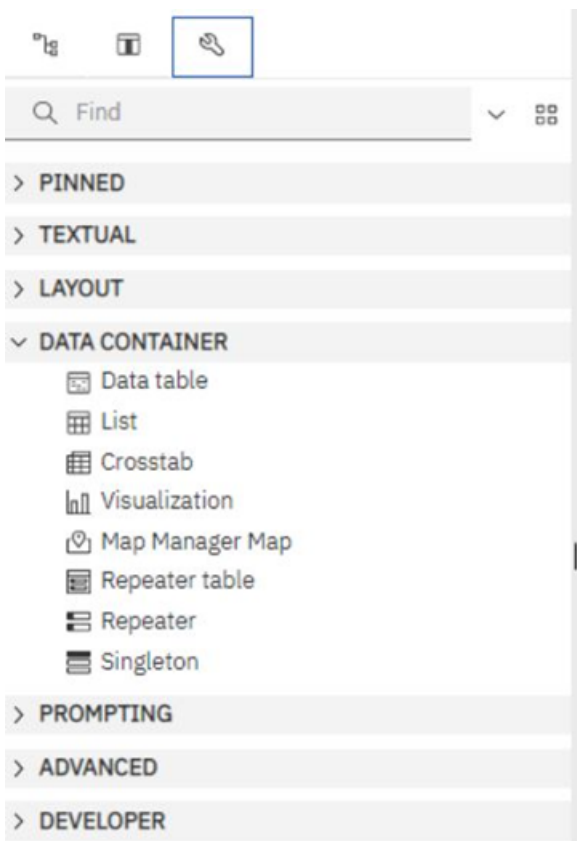 Find
PINNED
TEXTUAL
LAYOUT
DATA CONTAINER
Data table
List
Crosstab
Visualization
Map Manager Map
Repeater table
Repeater
Singleton
PROMPTING
ADVANCED
DEVELOPER